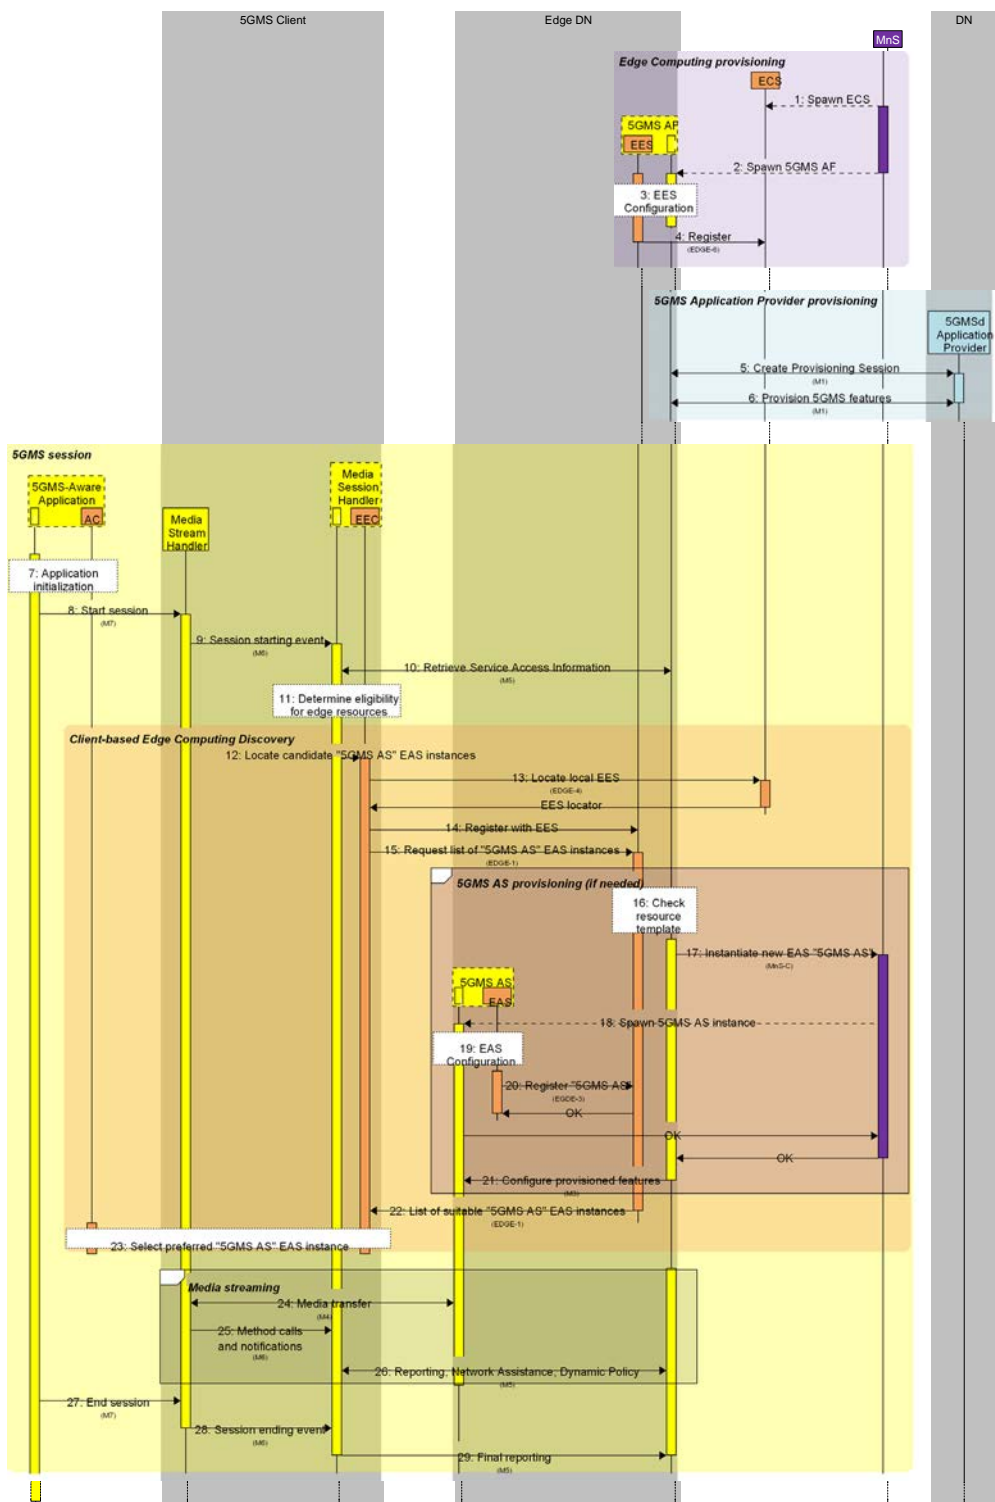 5GMS Client
Edge DN
DN
MnS
Edge Computing provisioning
ECS
1: Spawn ECS
5GMS AF
EES
2: Spawn 5GMS AF
3: EES
Configuration
4: Register
(EDGE-6)
5GMS Application Provider provisioning
5GMSd
Application
Provider
5: Create Provisioning Session
(M1)
6: Provision 5GMS features
(M1)
5GMS session
5GMS-Aware
Application
AC
Media
Stream
Handler
Media
Session
Handler
EEC
7: Application
initialization
8: Start session
(M7)
9: Session starting event
(M6)
10: Retrieve Service Access Information
(M5)
11: Determine eligibility
for edge resources
Client-based Edge Computing Discovery
12: Locate candidate "5GMS AS" EAS instances
13: Locate local EES
(EDGE-4)
EES locator
14: Register with EES
15: Request list of "5GMS AS" EAS instances
(EDGE-1)
5GMS AS provisioning (if needed)
16: Check
resource
template
17: Instantiate new EAS "5GMS AS"
(MnS-C)
5GMS AS
EAS
18: Spawn 5GMS AS instance
19: EAS
Configuration
20: Register "5GMS AS"
(EGDE-3)
OK
OK
OK
21: Configure provisioned features
(M3)
22: List of suitable "5GMS AS" EAS instances
(EDGE-1)
23: Select preferred "5GMS AS" EAS instance
Media streaming
24: Media transfer
(M4)
25: Method calls
and notifications
(M6)
26: Reporting; Network Assistance; Dynamic Policy
(M5)
27: End session
(M7)
28: Session ending event
(M6)
29: Final reporting
(M5)